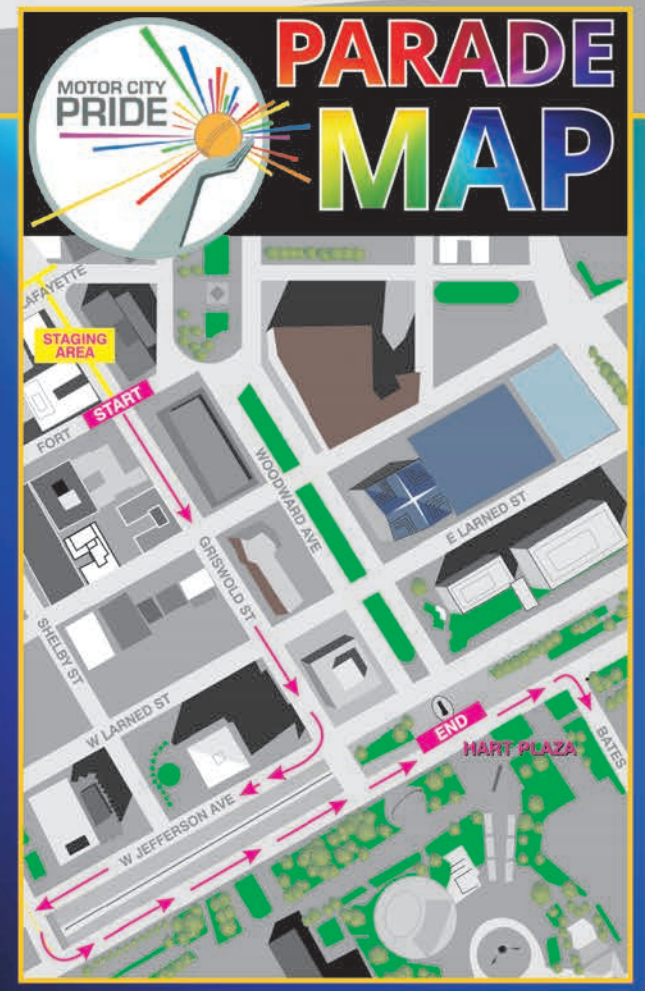 MOTOR CITY
PRIDE
PARADE
MAP
LAFAYETTE
STAGING
AREA
START
FORT
WOODWARD AVE
E LARNED ST
GRISWOLD ST
SHELBY ST
W LARNED ST
END
HART PLAZA
BATES
W JEFFERSON AVE